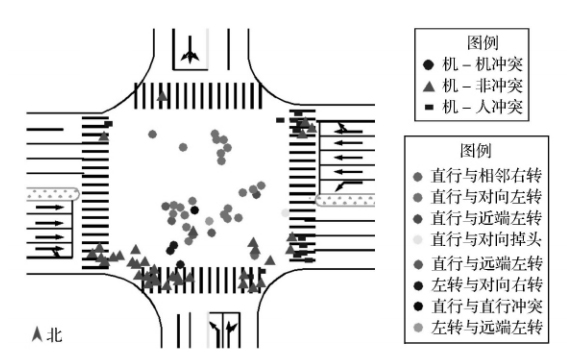 图例
机-机冲突
机-非冲突
机-人冲突
图例
直行与相邻右转
直行与对向左转
直行与近端左转
直行与对向掉头
直行与远端左转
左转与对向右转
直行与直行冲突
左转与远端左转
北